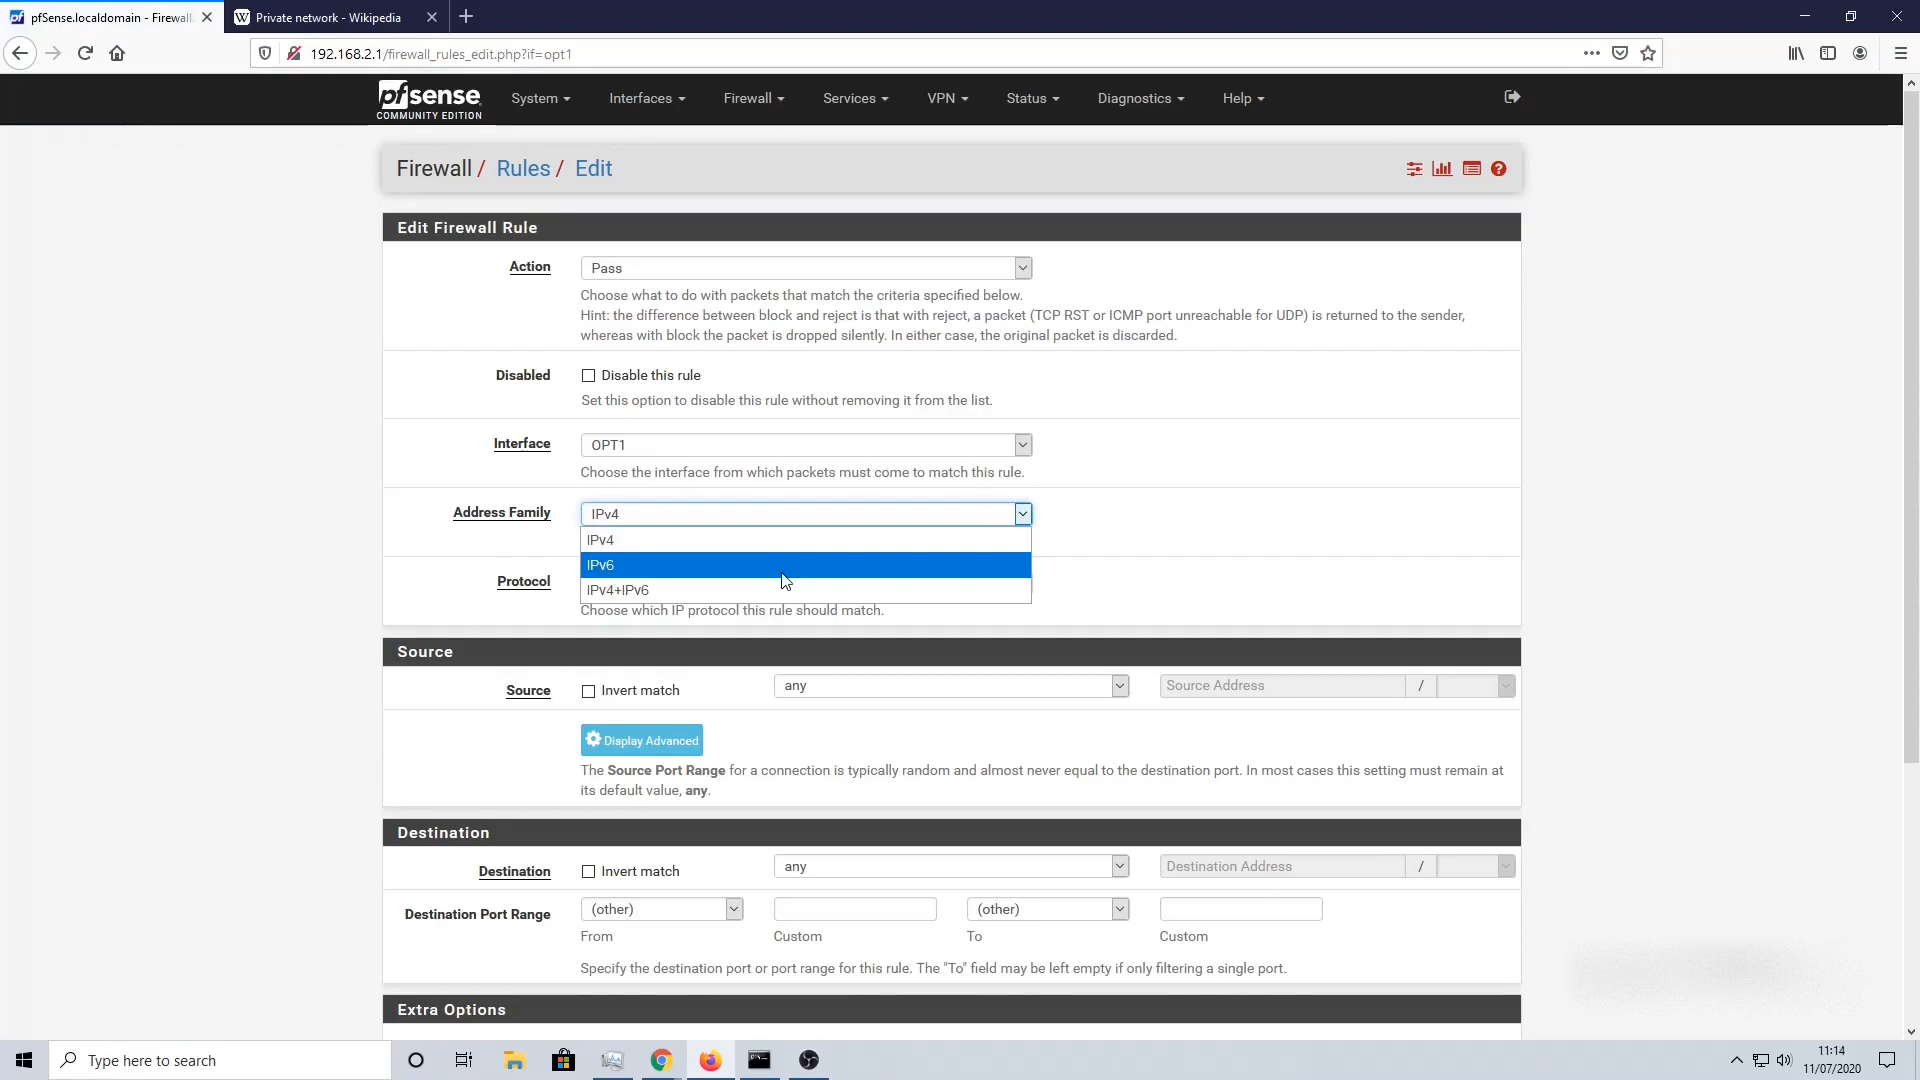 pfSense.localdomain - Firewall:
Private network - Wikipedia
192.168.2.1/firewall_rules_edit.php?if=opt1
pfsense
COMMUNITY EDITION
System
Interfaces
Firewall
Services
VPN
Status
Diagnostics
Help
Firewall / Rules / Edit
Edit Firewall Rule
Action
Pass
Choose what to do with packets that match the criteria specified below.
Hint: the difference between block and reject is that with reject, a packet (TCP RST or ICMP port unreachable for UDP) is returned to the sender,
whereas with block the packet is dropped silently. In either case, the original packet is discarded.
Disabled
Disable this rule
Set this option to disable this rule without removing it from the list.
Interface
OPT1
Choose the interface from which packets must come to match this rule.
Address Family
IPv4
IPv4
IPv6
IPv4+IPv6
Protocol
Choose which IP protocol this rule should match.
Source
Source
Invert match
any
Source Address
/
Display Advanced
The Source Port Range for a connection is typically random and almost never equal to the destination port. In most cases this setting must remain at
its default value, any.
Destination
Destination
Invert match
any
Destination Address
/
Destination Port Range
(other)
(other)
From
Custom
To
Custom
Specify the destination port or port range for this rule. The "To" field may be left empty if only filtering a single port.
Extra Options
Type here to search
11:14
11/07/2020